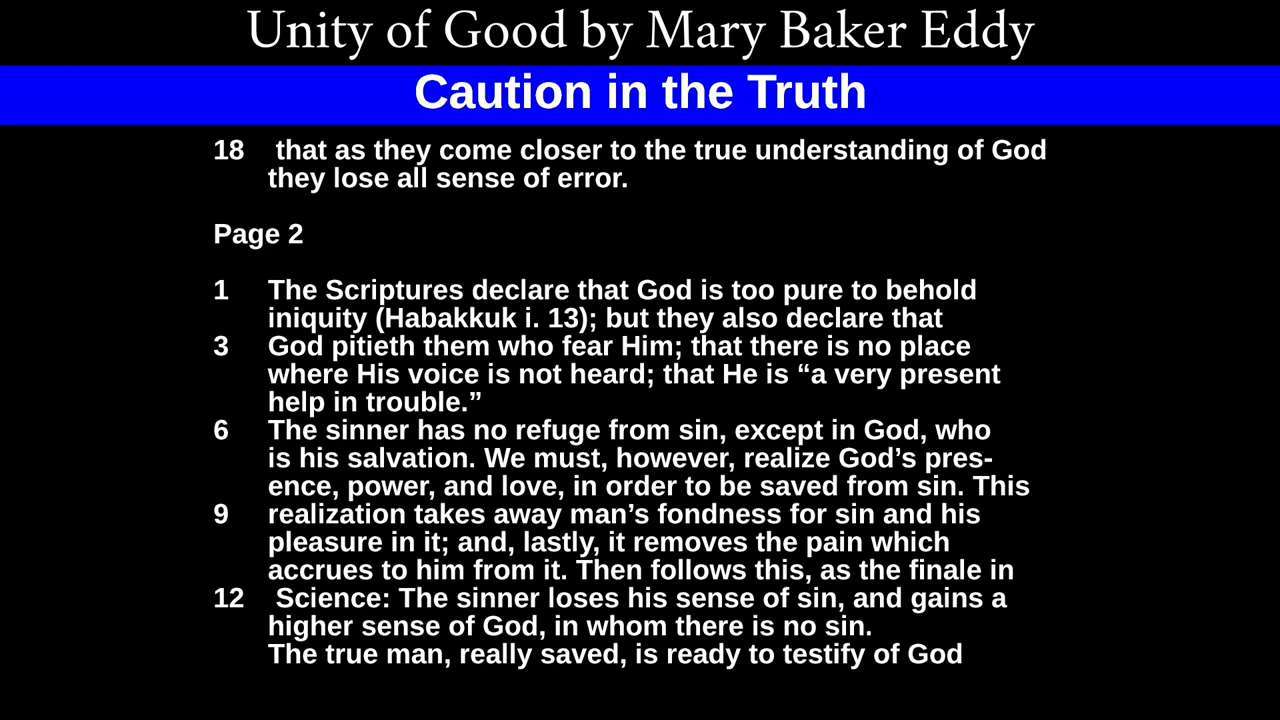 Unity of Good by Mary Baker Eddy
Caution in the Truth
18 that as they come closer to the true understanding of God
they lose all sense of error.
Page 2
1 The Scriptures declare that God is too pure to behold
iniquity (Habakkuk i. 13); but they also declare that
3 God pitieth them who fear Him; that there is no place
where His voice is not heard; that He is “a very present
help in trouble.”
6 The sinner has no refuge from sin, except in God, who
is his salvation. We must, however, realize God’s pres-
ence, power, and love, in order to be saved from sin. This
9 realization takes away man’s fondness for sin and his
pleasure in it; and, lastly, it removes the pain which
accrues to him from it. Then follows this, as the finale in
12 Science: The sinner loses his sense of sin, and gains a
higher sense of God, in whom there is no sin.
The true man, really saved, is ready to testify of God